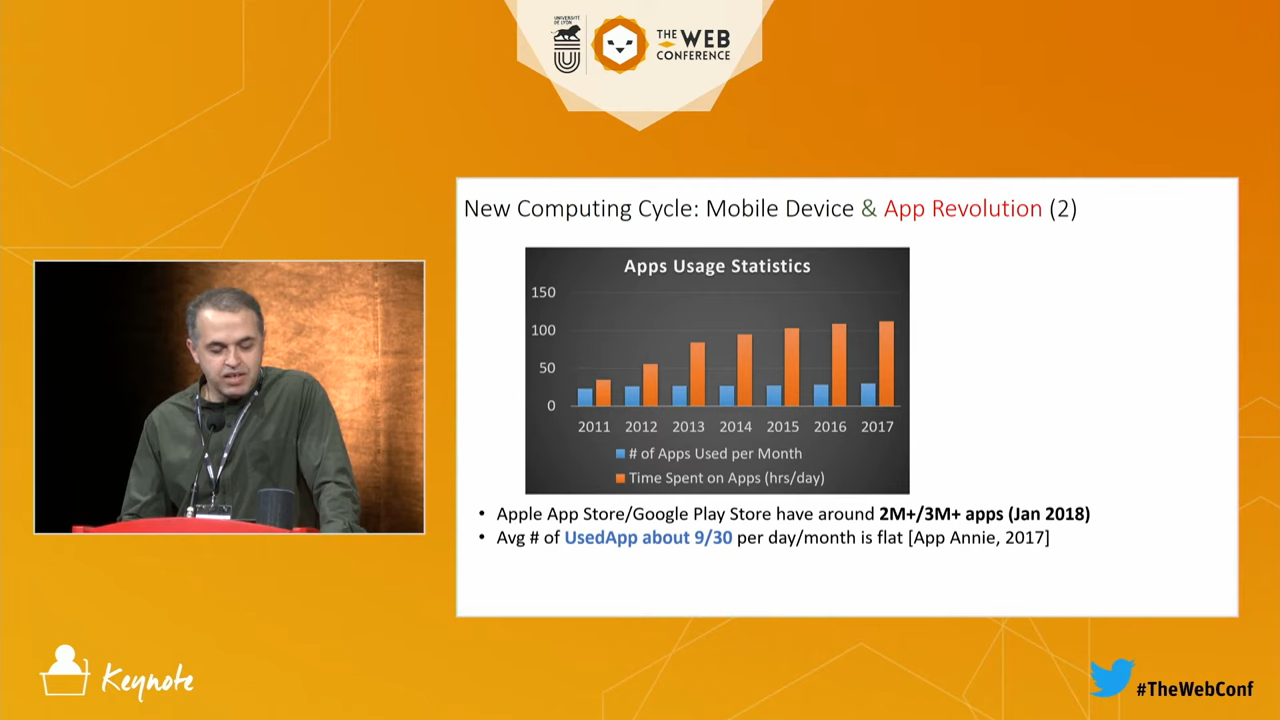 UNIVERSITÉ
DE LYON
THE WEB
CONFERENCE
New Computing Cycle: Mobile Device & App Revolution (2)
Apps Usage Statistics
150
100
50
0
2011 2012 2013 2014 2015 2016 2017
# of Apps Used per Month
Time Spent on Apps (hrs/day)
• Apple App Store/Google Play Store have around 2M+/3M+ apps (Jan 2018)
• Avg # of UsedApp about 9/30 per day/month is flat [App Annie, 2017]
Keynote
#TheWebConf